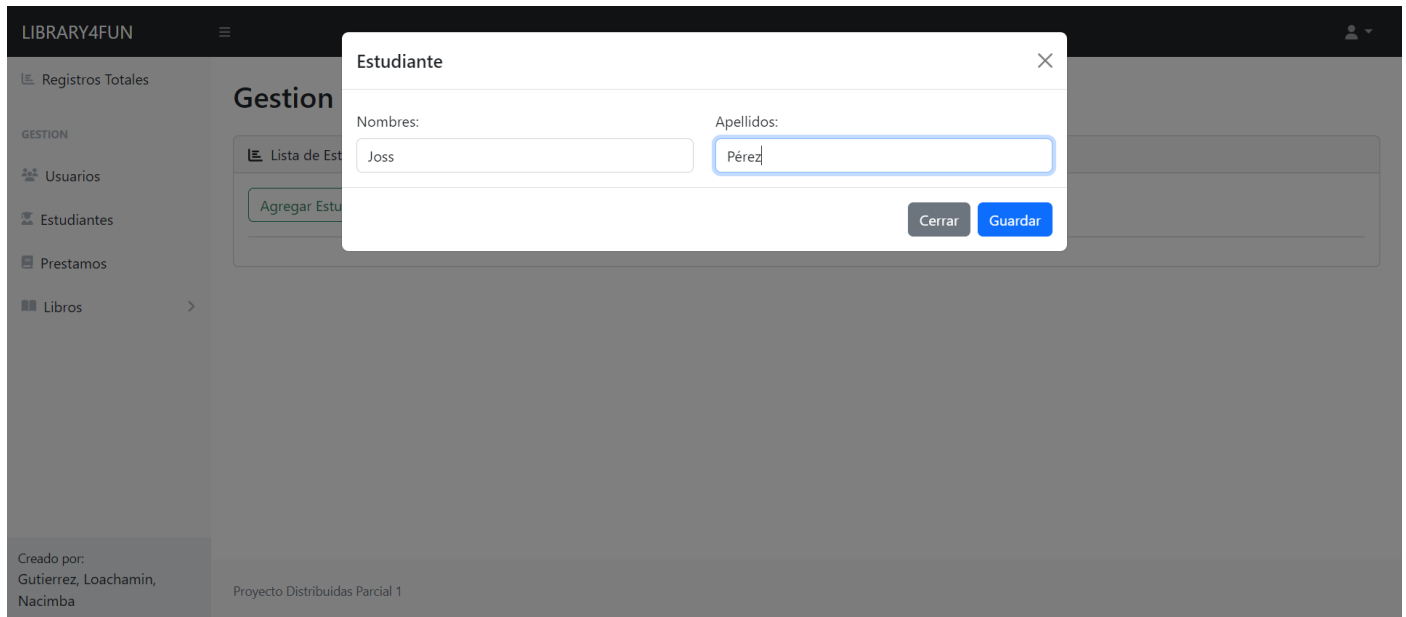 LIBRARY4FUN
Registros Totales
GESTION
Usuarios
Estudiantes
Prestamos
Libros
Creado por:
Gutierrez, Loachamin,
Nacimba
Gestion
Lista de Est
Agregar Estu
Estudiante
Nombres:
Joss
Apellidos:
Pérez
Cerrar
Guardar
Proyecto Distribuidas Parcial 1